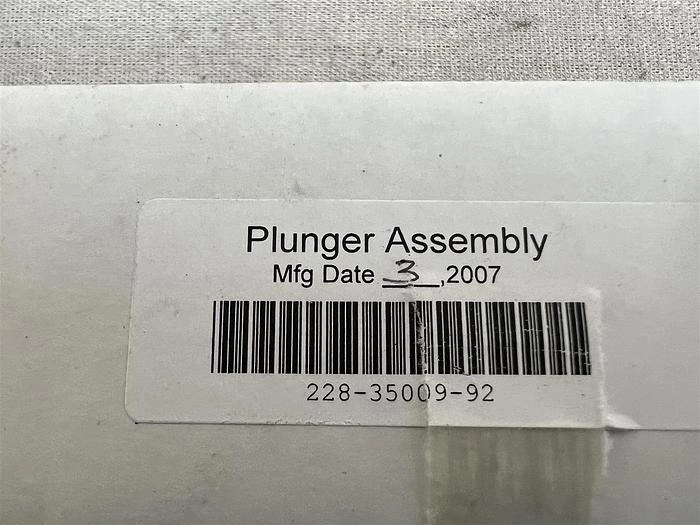 Plunger Assembly
Mfg Date 3 ,2007
228-35009-92